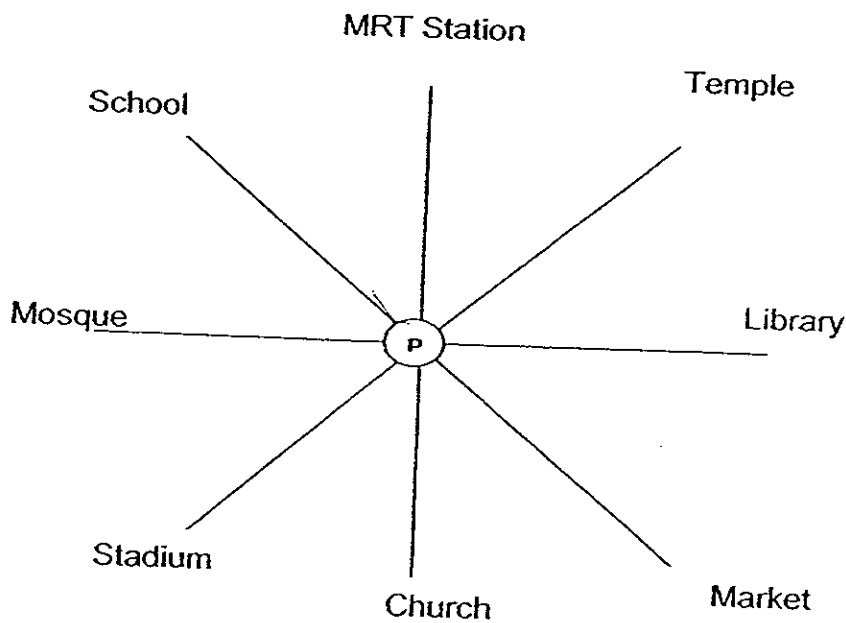 MRT Station
School
Temple
Mosque
P
Library
Stadium
Church
Market